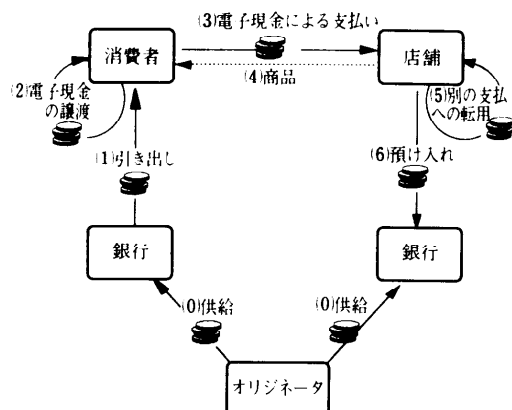 (3)電子現金による支払い
消費者
店舗
(4)商品
(2)電子現金
の譲渡
(5)別の支払
への転用
(1)引き出し
(6)預け入れ
銀行
銀行
(0)供給
(0)供給
オリジネータ